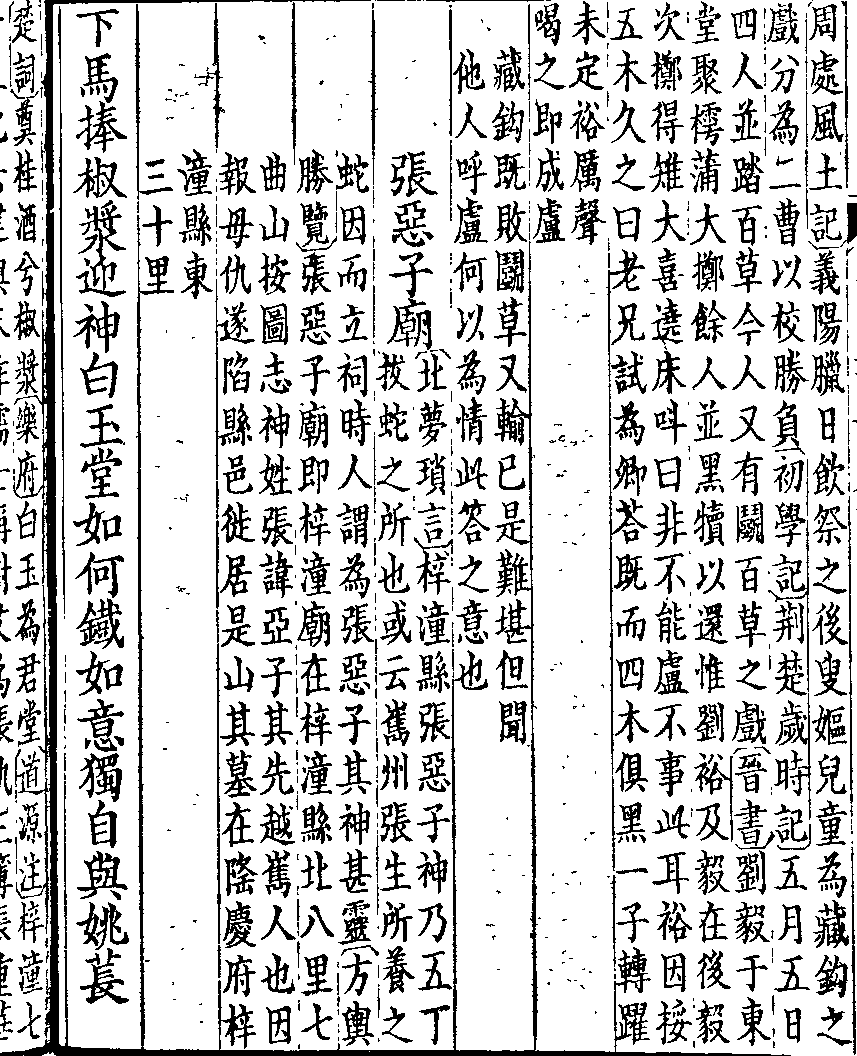 周處風土記義陽臘日飲祭之後叟嫗兒童為藏鈎之
戲分為二曹以校勝負初學記荆楚歲時記五月五日
四人並踏百草今人又有鬭百草之戲晉書劉毅于東
堂聚樗蒲大擲餘人並黑犢以還惟劉裕及毅在後毅
次擲得雉大喜遶床呌曰非不能盧不事此耳裕因挼
五木久之曰老兄試為卿荅既而四木俱黑一子轉躍
未定裕厲聲
喝之即成盧
藏鈎既敗鬭草又輸已是難堪但聞
他人呼盧何以為情此答之意也
張惡子廟
北夢瑣言梓潼縣張惡子神乃五丁
拔蛇之所也或云嶲州張生所養之
蛇因而立祠時人謂為張惡子其神甚靈方輿
勝覽張惡子廟即梓潼廟在梓潼縣北八里七
曲山按圖志神姓張諱亞子其先越嶲人也因
報母仇遂陷縣邑徙居是山其墓在隆慶府梓
潼縣東
三十里
下馬捧椒漿迎神白玉堂如何鐵如意獨自與姚萇
楚詞奠桂酒兮椒漿樂府白玉為君堂道源注梓潼七